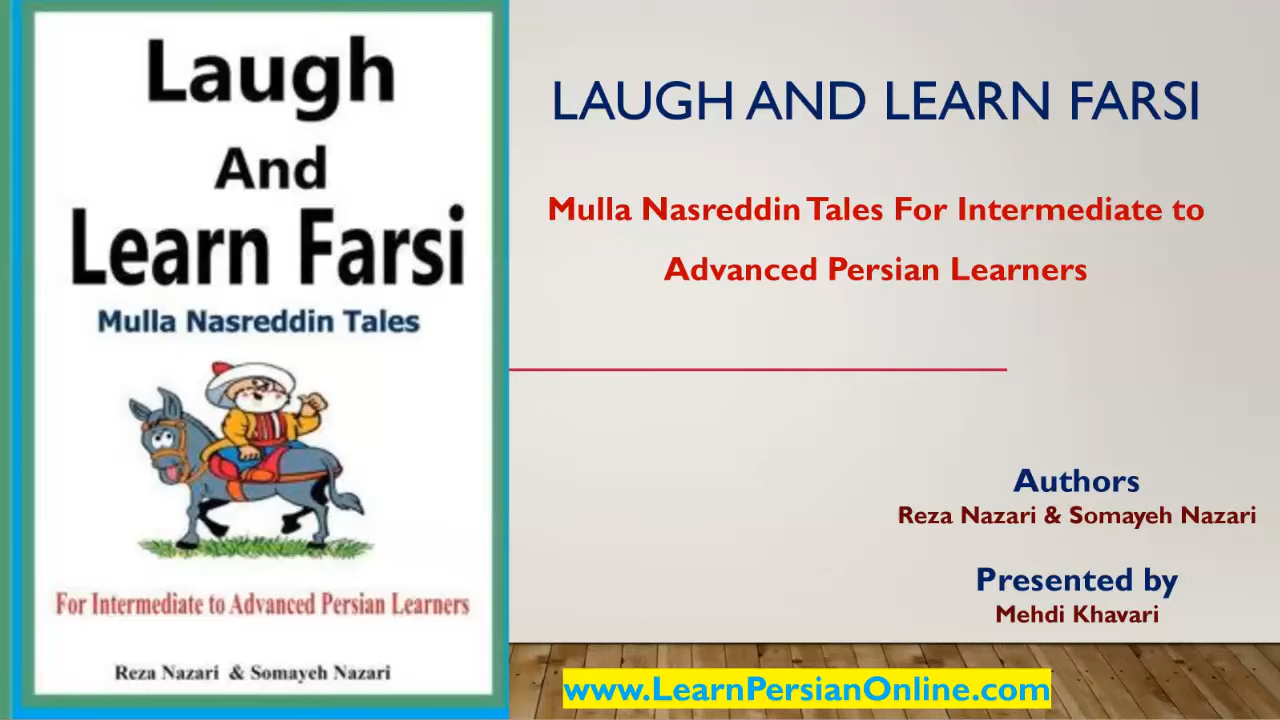 Laugh
And
Learn Farsi
Mulla Nasreddin Tales
For Intermediate to Advanced Persian Learners
Reza Nazari & Somayeh Nazari
LAUGH AND LEARN FARSI
Mulla Nasreddin Tales For Intermediate to
Advanced Persian Learners
Authors
Reza Nazari & Somayeh Nazari
Presented by
Mehdi Khavari
www.LearnPersianOnline.com